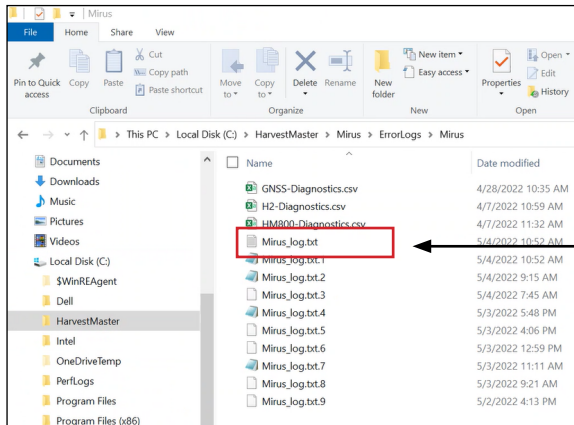 Mirus
File Home Share View
Pin to Quick access
Copy
Paste
Cut
Copy path
Paste shortcut
Clipboard
Move to
Copy to
Delete
Rename
Organize
New folder
New item
Easy access
New
Properties
Open
Edit
History
Open
This PC > Local Disk (C:) > HarvestMaster > Mirus > ErrorLogs > Mirus
Documents
Downloads
Music
Pictures
Videos
Local Disk (C:)
$WinREAgent
Dell
HarvestMaster
Intel
OneDriveTemp
PerfLogs
Program Files
Program Files (x86)
Name Date modified
GNSS-Diagnostics.csv 4/28/2022 10:35 AM
H2-Diagnostics.csv 4/7/2022 10:59 AM
HM800-Diagnostics.csv 4/7/2022 11:32 AM
Mirus_log.txt 5/4/2022 10:52 AM
Mirus_log.txt.1 5/4/2022 10:52 AM
Mirus_log.txt.2 5/4/2022 9:15 AM
Mirus_log.txt.3 5/4/2022 7:45 AM
Mirus_log.txt.4 5/3/2022 5:48 PM
Mirus_log.txt.5 5/3/2022 4:06 PM
Mirus_log.txt.6 5/3/2022 12:59 PM
Mirus_log.txt.7 5/3/2022 11:11 AM
Mirus_log.txt.8 5/3/2022 9:21 AM
Mirus_log.txt.9 5/2/2022 4:13 PM